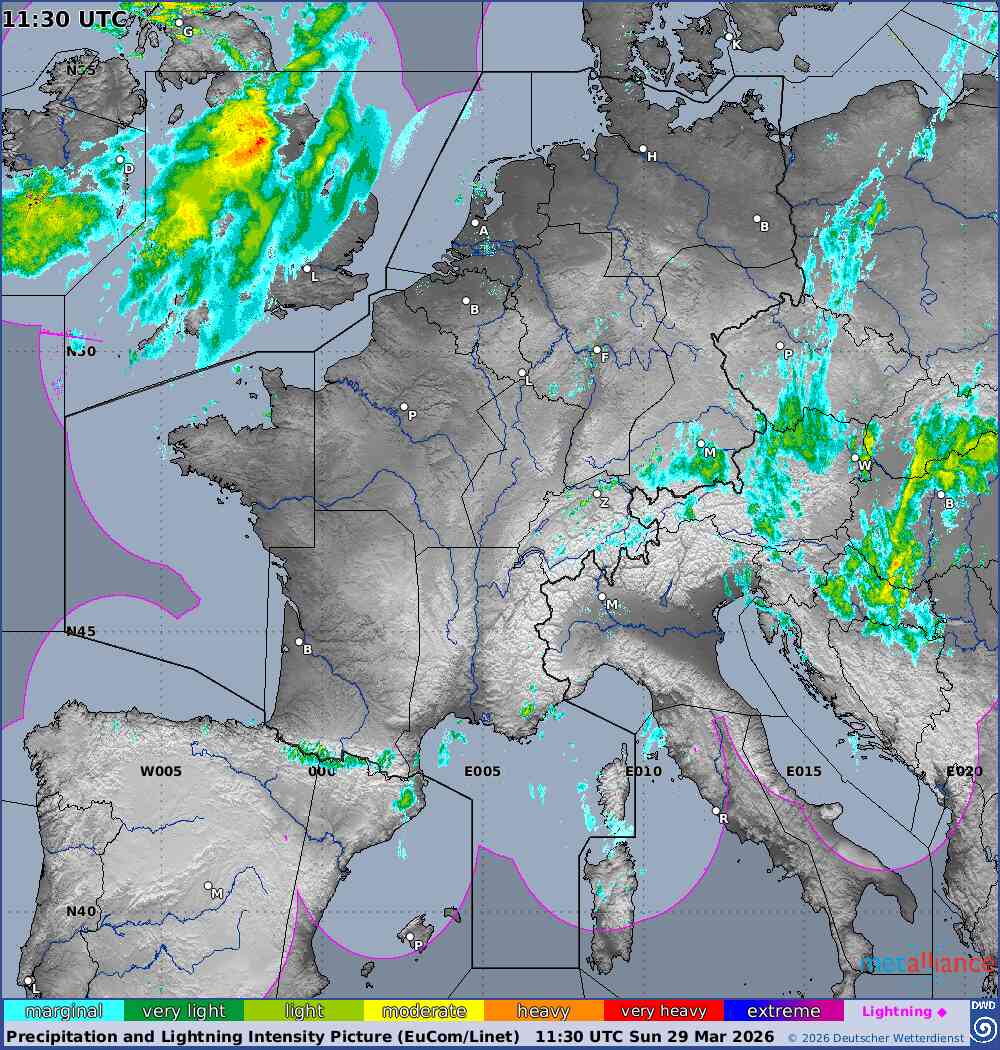 11:30 UTC
G
K
N55
H
D
B
A
L
B
N50
P
F
L
P
M
W
Z
B
M
N45
B
W005
000
E005
E010
E015
E020
R
M
N40
P
metalliance
L
marginal very light light moderate heavy very heavy extreme Lightning ◆
DWD
Precipitation and Lightning Intensity Picture (EuCom/Linet) 11:30 UTC Sun 29 Mar 2026 © 2026 Deutscher Wetterdienst